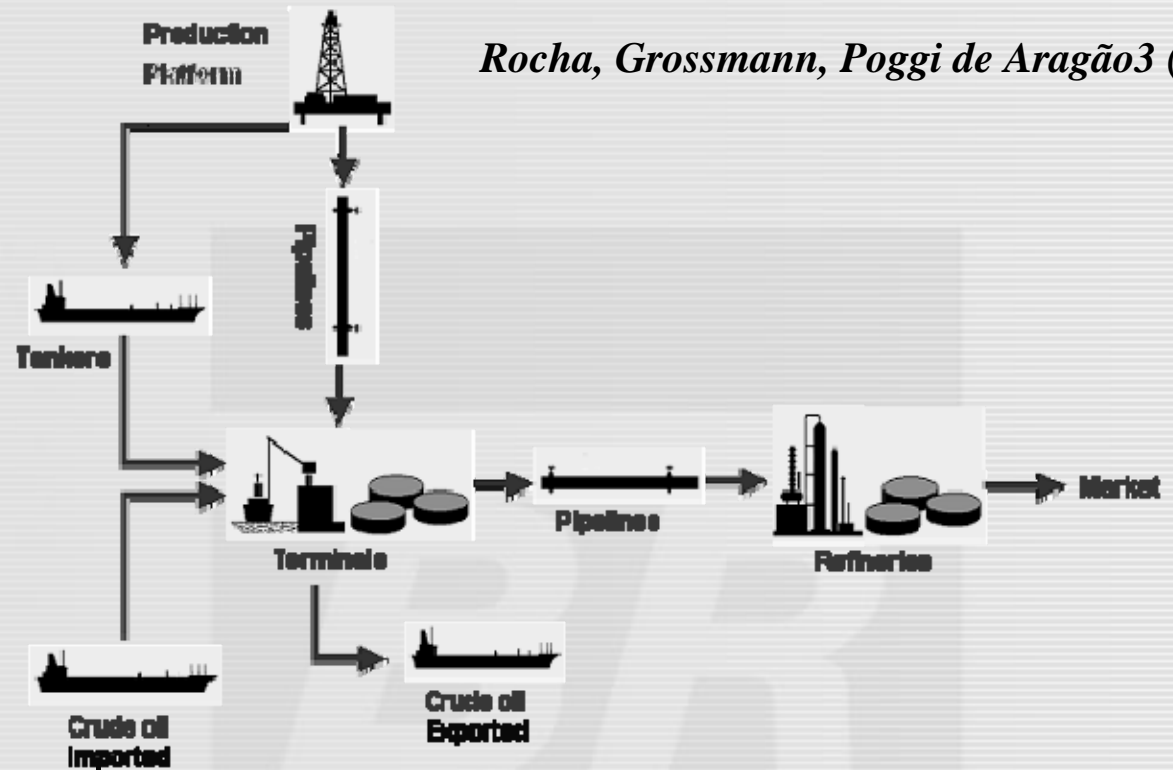 Production
Platform
Rocha, Grossmann, Poggi de Aragão3 (
Pipelines
Tankers
Terminals
Pipelines
Refineries
Market
Crude oil
Imported
Crude oil
Exported
BR